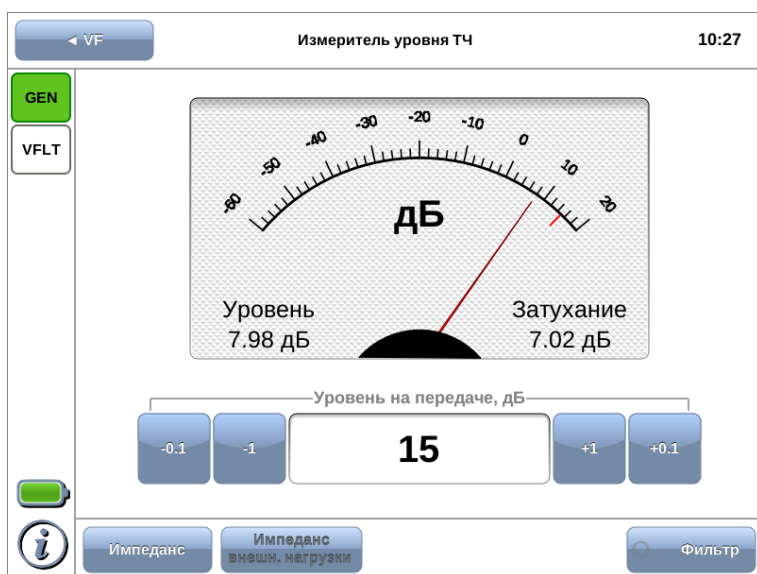 ◄ VF
Измеритель уровня ТЧ
10:27
GEN
VFLT
-60
-50
-40
-30
-20
-10
0
10
20
дБ
Уровень
7.98 дБ
Затухание
7.02 дБ
Уровень на передаче, дБ
-0.1
-1
15
+1
+0.1
i
Импеданс
Импеданс
внешн. нагрузки
Фильтр